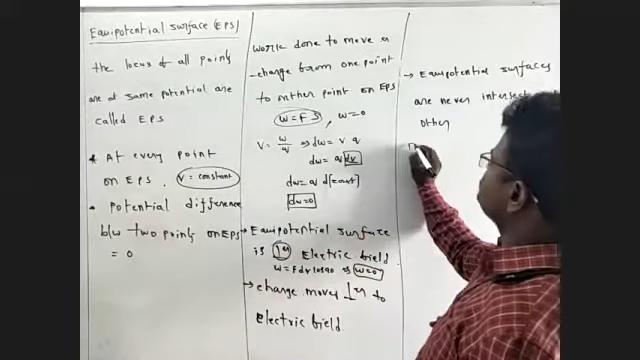 Equipotential surface (EPS)
the locus of all points
are at same potential are
called EPS
* At every point
on EPS. V = constant
• potential difference
b/w two points on EPS
= 0
work done to move a
charge from one point
to other point on EPS
W = F S, W=0
V = W/q ⇒ dw = V q
dw = q dv
dw = q d[const]
dw=0
→ Equipotential surface
is ⊥r Electric field
W = F dr cos90 ⇒ W=0
→ charge moves ⊥r to
electric field
→ Equipotential surfaces
are never intersect
other